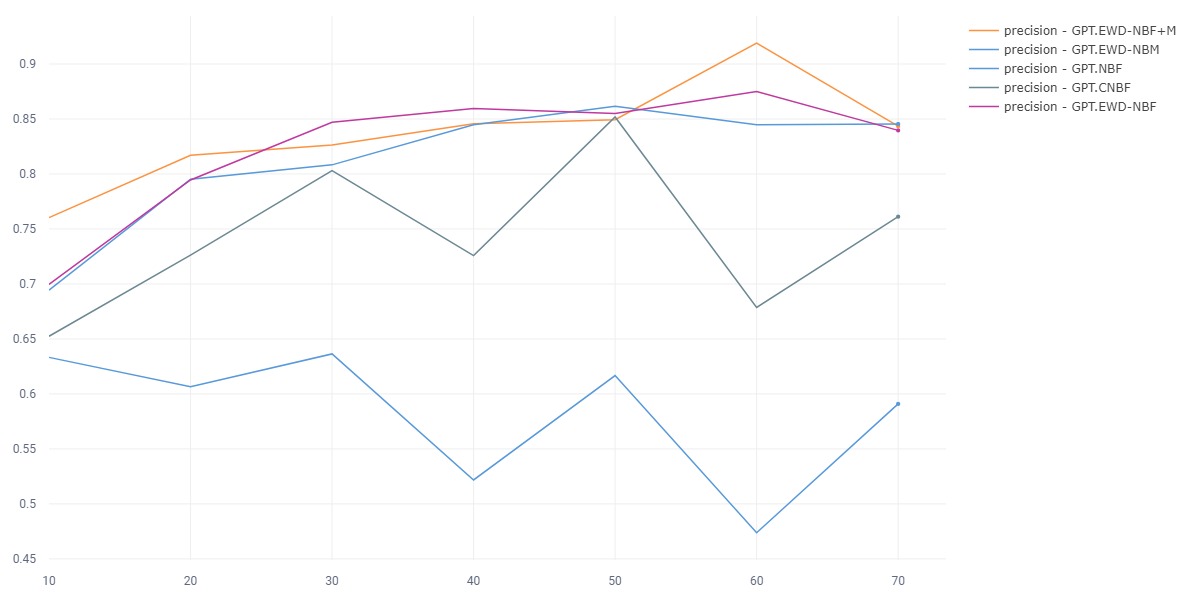 precision - GPT.EWD-NBF+M
precision - GPT.EWD-NBM
precision - GPT.NBF
precision - GPT.CNBF
precision - GPT.EWD-NBF
0.9
0.85
0.8
0.75
0.7
0.65
0.6
0.55
0.5
0.45
10 20 30 40 50 60 70